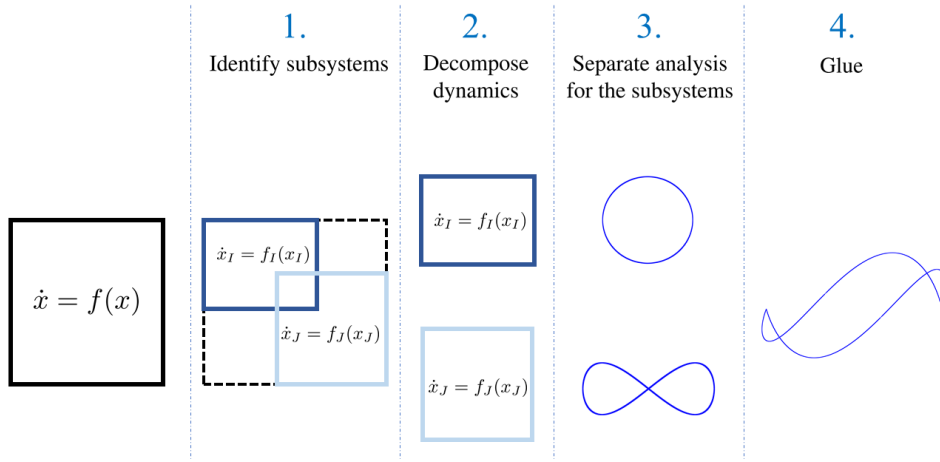 1.
Identify subsystems
2.
Decompose
dynamics
3.
Separate analysis
for the subsystems
4.
Glue
ẋ = f(x)
ẋ_I = f_I(x_I)
ẋ_J = f_J(x_J)
ẋ_I = f_I(x_I)
ẋ_J = f_J(x_J)